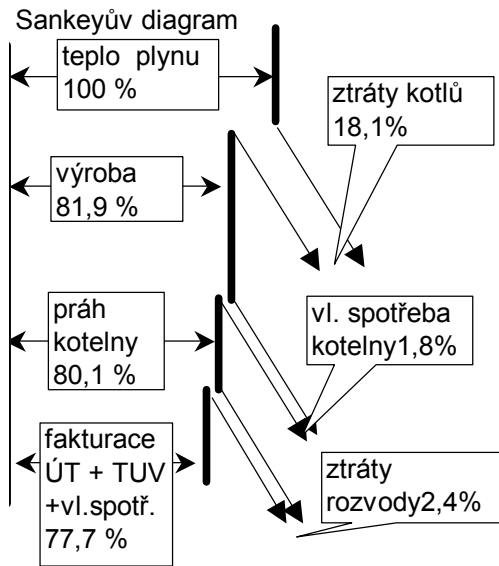 Sankeyův diagram
teplo plynu
100 %
ztráty kotlů
18,1%
výroba
81,9 %
práh
kotelny
80,1 %
vl. spotřeba
kotelny1,8%
fakturace
ÚT + TUV
+vl.spotř.
77,7 %
ztráty
rozvody2,4%